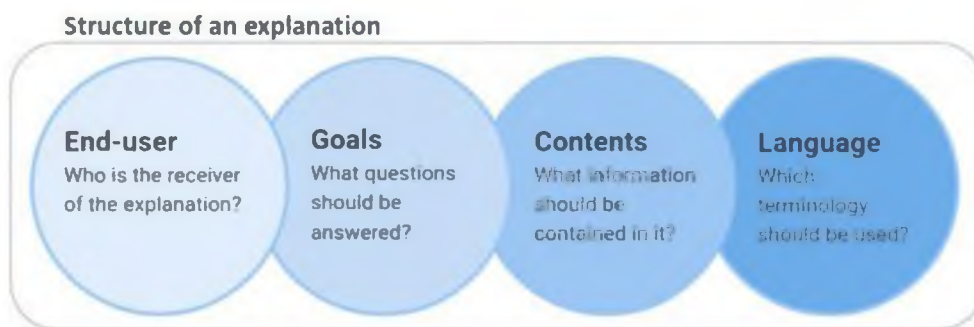 Structure of an explanation
End-user
Who is the receiver
of the explanation?
Goals
What questions
should be
answered?
Contents
What information
should be
contained in it?
Language
Which
terminology
should be used?